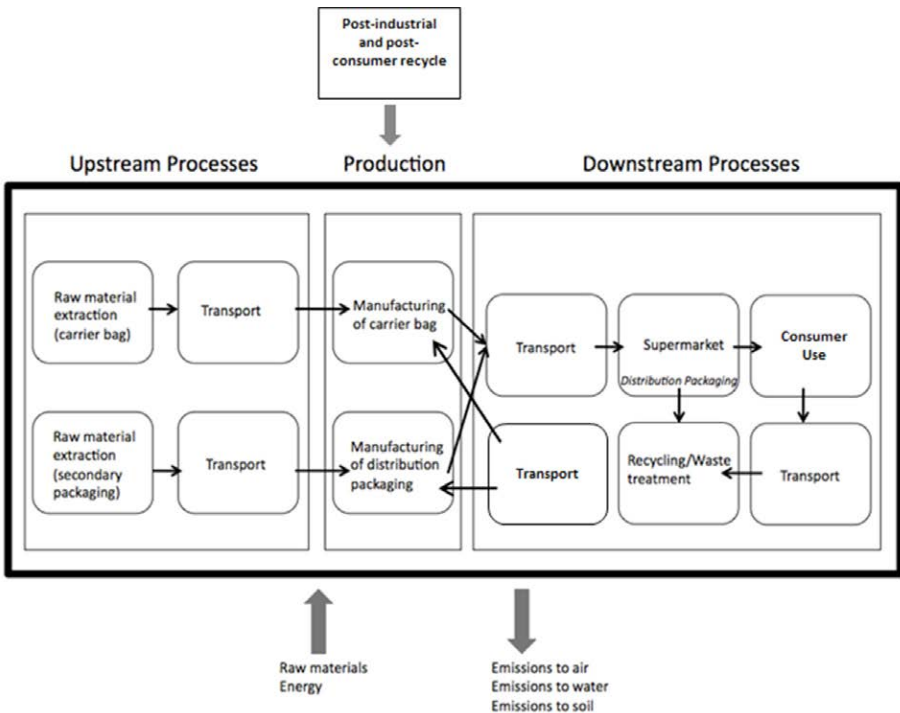 Post-industrial
and post-
consumer recycle
Upstream Processes
Production
Downstream Processes
Raw material
extraction
(carrier bag)
Transport
Manufacturing
of carrier bag
Transport
Supermarket
Distribution Packaging
Consumer
Use
Raw material
extraction
(secondary
packaging)
Transport
Manufacturing
of distribution
packaging
Transport
Recycling/Waste
treatment
Transport
Raw materials
Energy
Emissions to air
Emissions to water
Emissions to soil